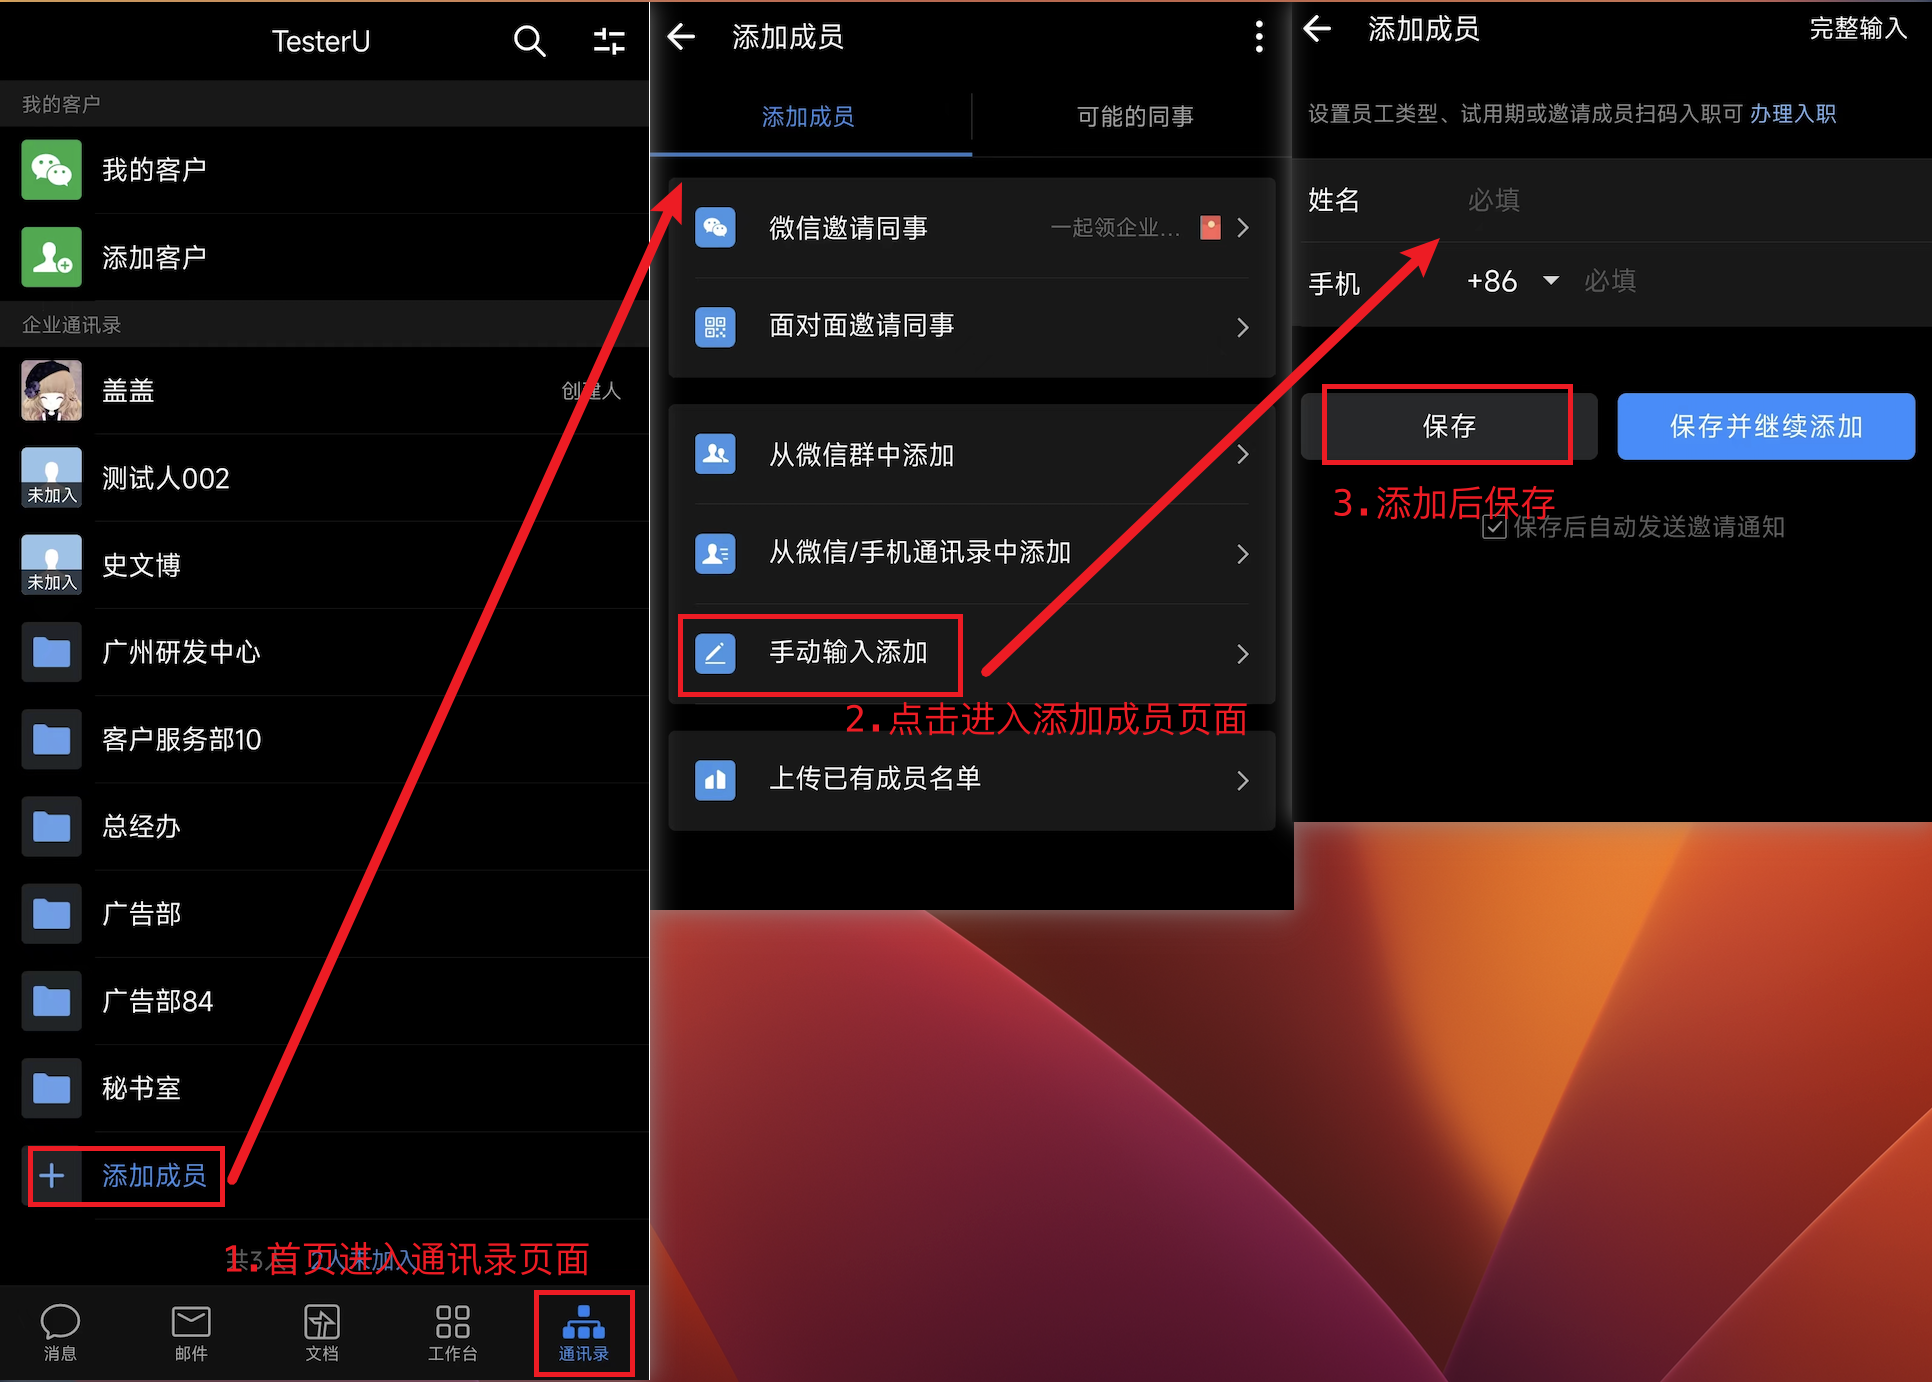 TesterU
我的客户
我的客户
添加客户
企业通讯录
盖盖
创建人
未加入
测试人002
未加入
史文博
广州研发中心
客户服务部10
总经办
广告部
广告部84
秘书室
添加成员
共3人 2人未加入
1.首页进入通讯录页面
消息
邮件
文档
工作台
通讯录
添加成员
添加成员
可能的同事
微信邀请同事
一起领企业...
面对面邀请同事
从微信群中添加
从微信/手机通讯录中添加
手动输入添加
2.点击进入添加成员页面
上传已有成员名单
添加成员
完整输入
设置员工类型、试用期或邀请成员扫码入职可 办理入职
姓名
必填
手机
+86
必填
保存
保存并继续添加
3.添加后保存
保存后自动发送邀请通知